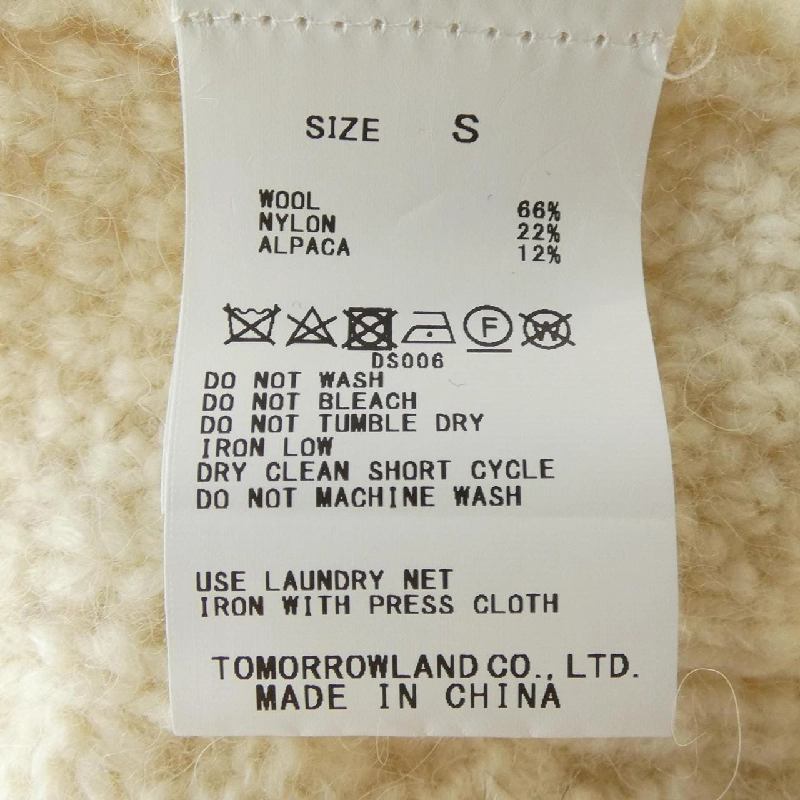 SIZE S
WOOL 66%
NYLON 22%
ALPACA 12%
F W
DS006
DO NOT WASH
DO NOT BLEACH
DO NOT TUMBLE DRY
IRON LOW
DRY CLEAN SHORT CYCLE
DO NOT MACHINE WASH
USE LAUNDRY NET
IRON WITH PRESS CLOTH
TOMORROWLAND CO., LTD.
MADE IN CHINA